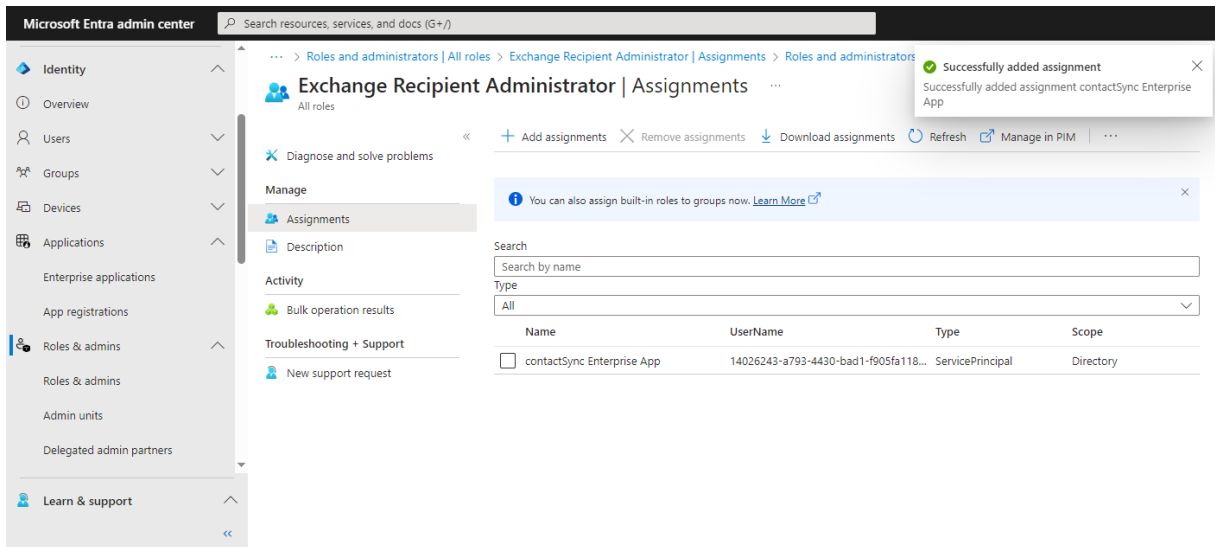 Microsoft Entra admin center
Search resources, services, and docs (G+/)
Identity
Overview
Users
Groups
Devices
Applications
Enterprise applications
App registrations
Roles & admins
Roles & admins
Admin units
Delegated admin partners
Learn & support
«
··· > Roles and administrators | All roles > Exchange Recipient Administrator | Assignments > Roles and administrators
Exchange Recipient Administrator | Assignments ···
All roles
«
Diagnose and solve problems
Manage
Assignments
Description
Activity
Bulk operation results
Troubleshooting + Support
New support request
Add assignments Remove assignments Download assignments Refresh Manage in PIM ···
You can also assign built-in roles to groups now. Learn More
Search
Search by name
Type
All
Name UserName Type Scope
contactSync Enterprise App 14026243-a793-4430-bad1-f905fa118... ServicePrincipal Directory
Successfully added assignment
Successfully added assignment contactSync Enterprise
App